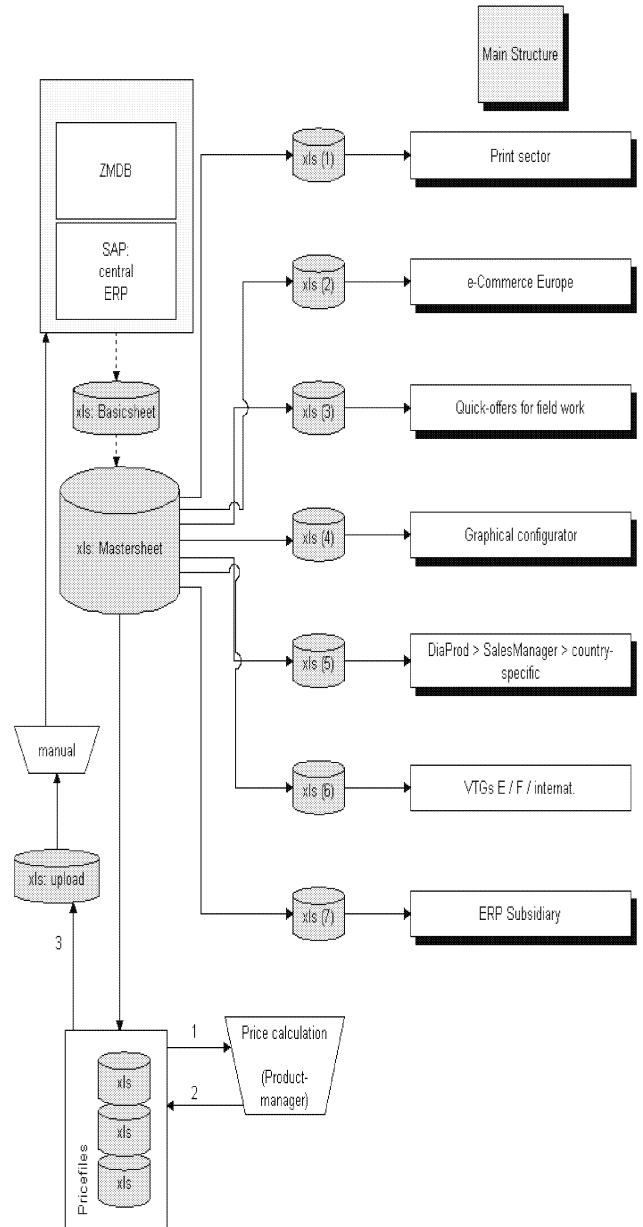 Main Structure
ZMDB
SAP:
central
ERP
xls: Basicsheet
xls: Mastersheet
xls (1)
Print sector
xls (2)
e-Commerce Europe
xls (3)
Quick-offers for field work
xls (4)
Graphical configurator
xls (5)
DiaProd > SalesManager > country-
specific
xls (6)
VTGs E / F / internat.
xls (7)
ERP Subsidiary
manual
xls: upload
3
1
2
Price calculation
(Product-
manager)
xls
xls
xls
Pricefiles